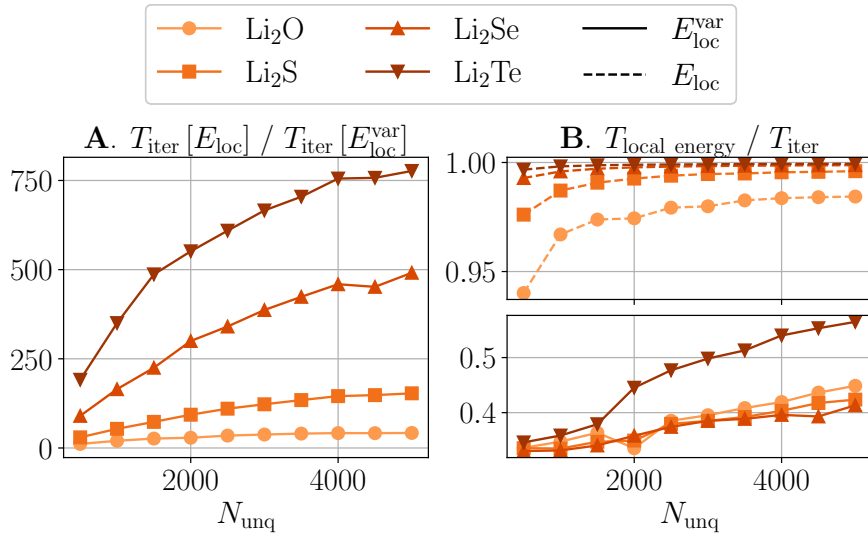 Li₂O Li₂Se E_loc^var
Li₂S Li₂Te E_loc
A. T_iter [E_loc] / T_iter [E_loc^var]
B. T_local energy / T_iter
750
500
250
0
2000 4000
N_unq
1.00
0.95
0.5
0.4
2000 4000
N_unq